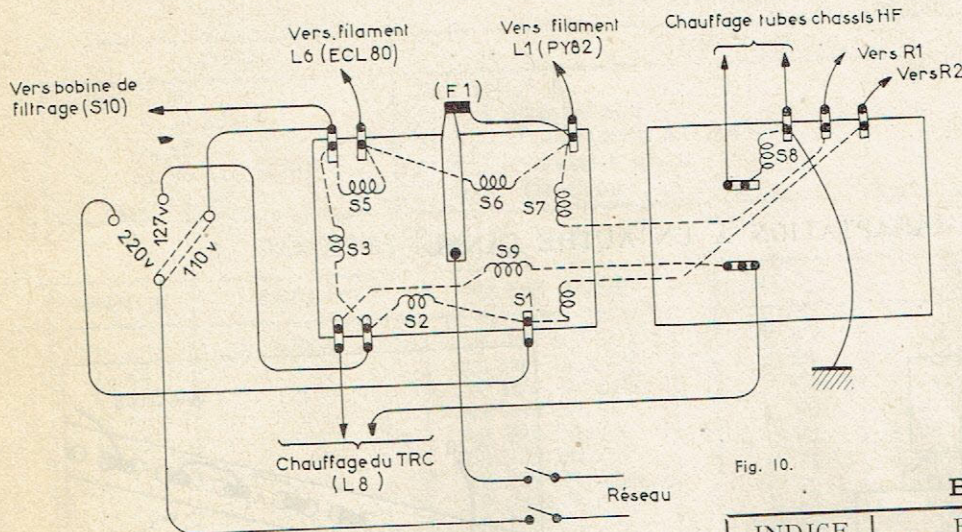 Vers filament
L6 (ECL80)
Vers filament
L1 (PY82)
Chauffage tubes chassis HF
Vers R1
Vers R2
Vers bobine de
filtrage (S10)
(F1)
S8
S5
S6
S7
220v
127v
110v
S3
S9
S2
S1
Chauffage du TRC
(L8)
Réseau
Fig. 10.
INDICE